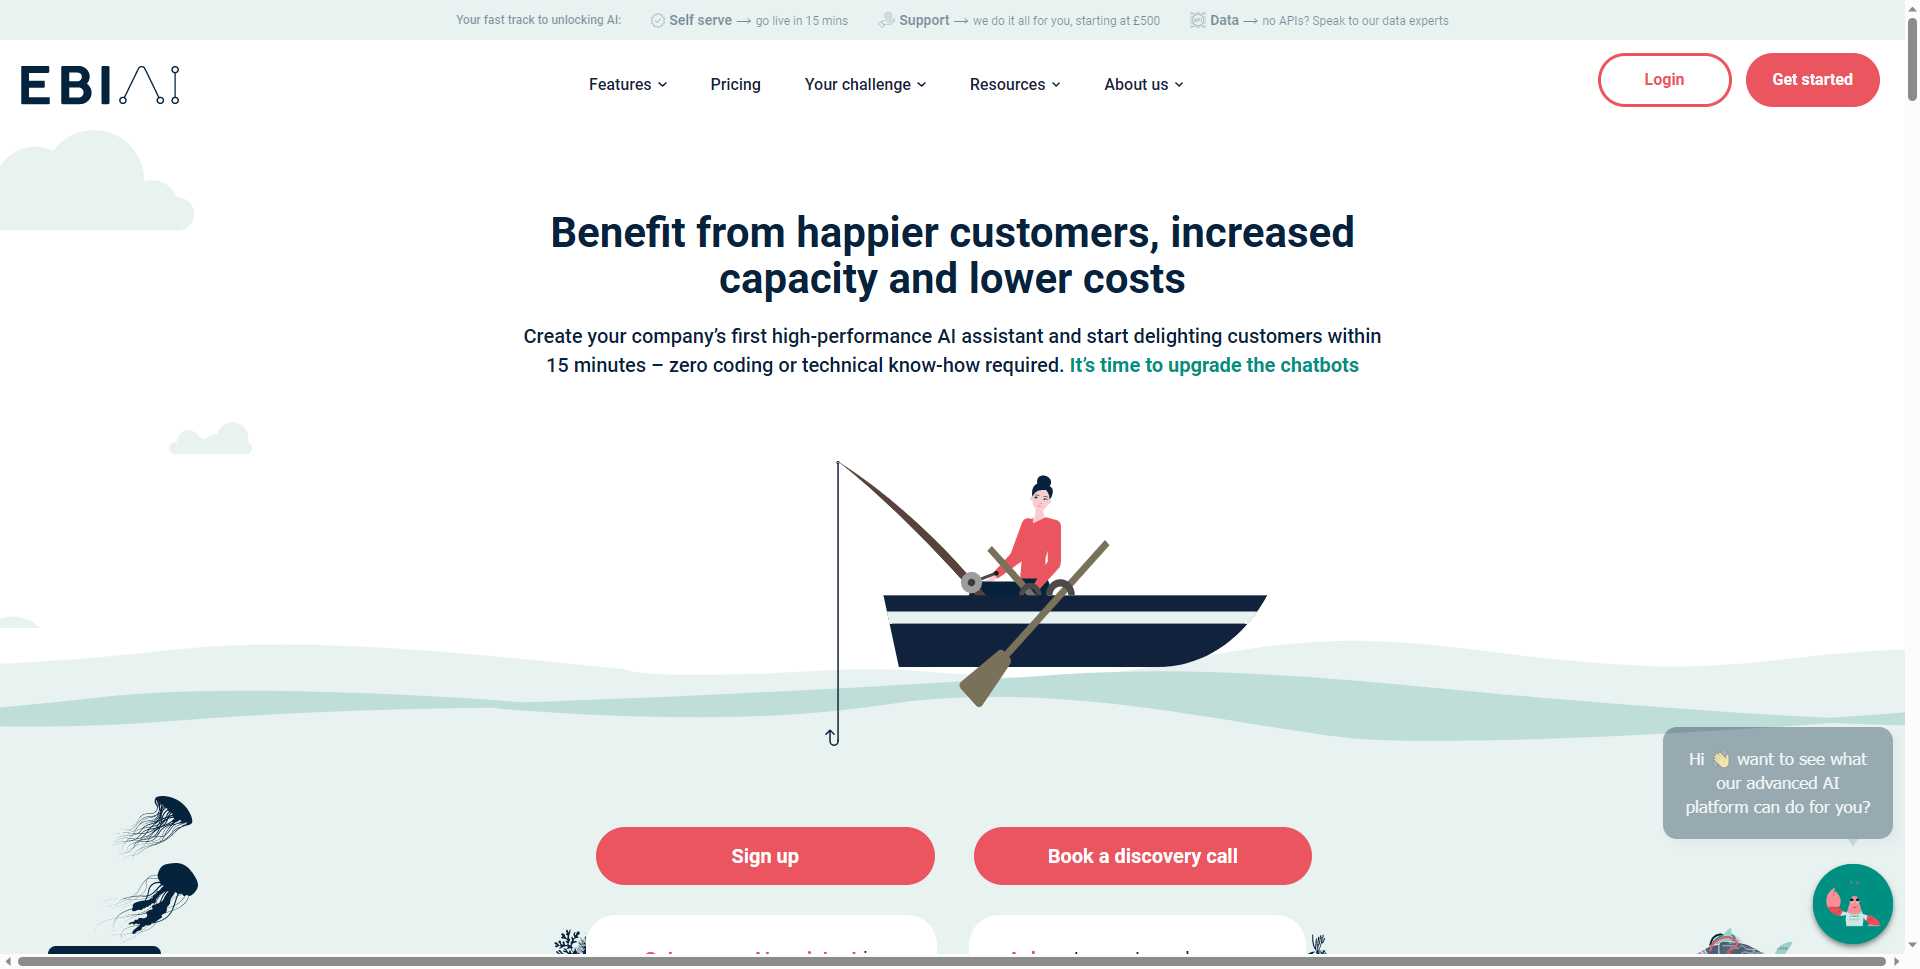 Your fast track to unlocking AI:
Self serve → go live in 15 mins
Support → we do it all for you, starting at £500
Data → no APIs? Speak to our data experts
EBIAI
Features
Pricing
Your challenge
Resources
About us
Login
Get started
Benefit from happier customers, increased
capacity and lower costs
Create your company’s first high-performance AI assistant and start delighting customers within
15 minutes – zero coding or technical know-how required. It’s time to upgrade the chatbots
Hi 👋 want to see what
our advanced AI
platform can do for you?
Sign up
Book a discovery call